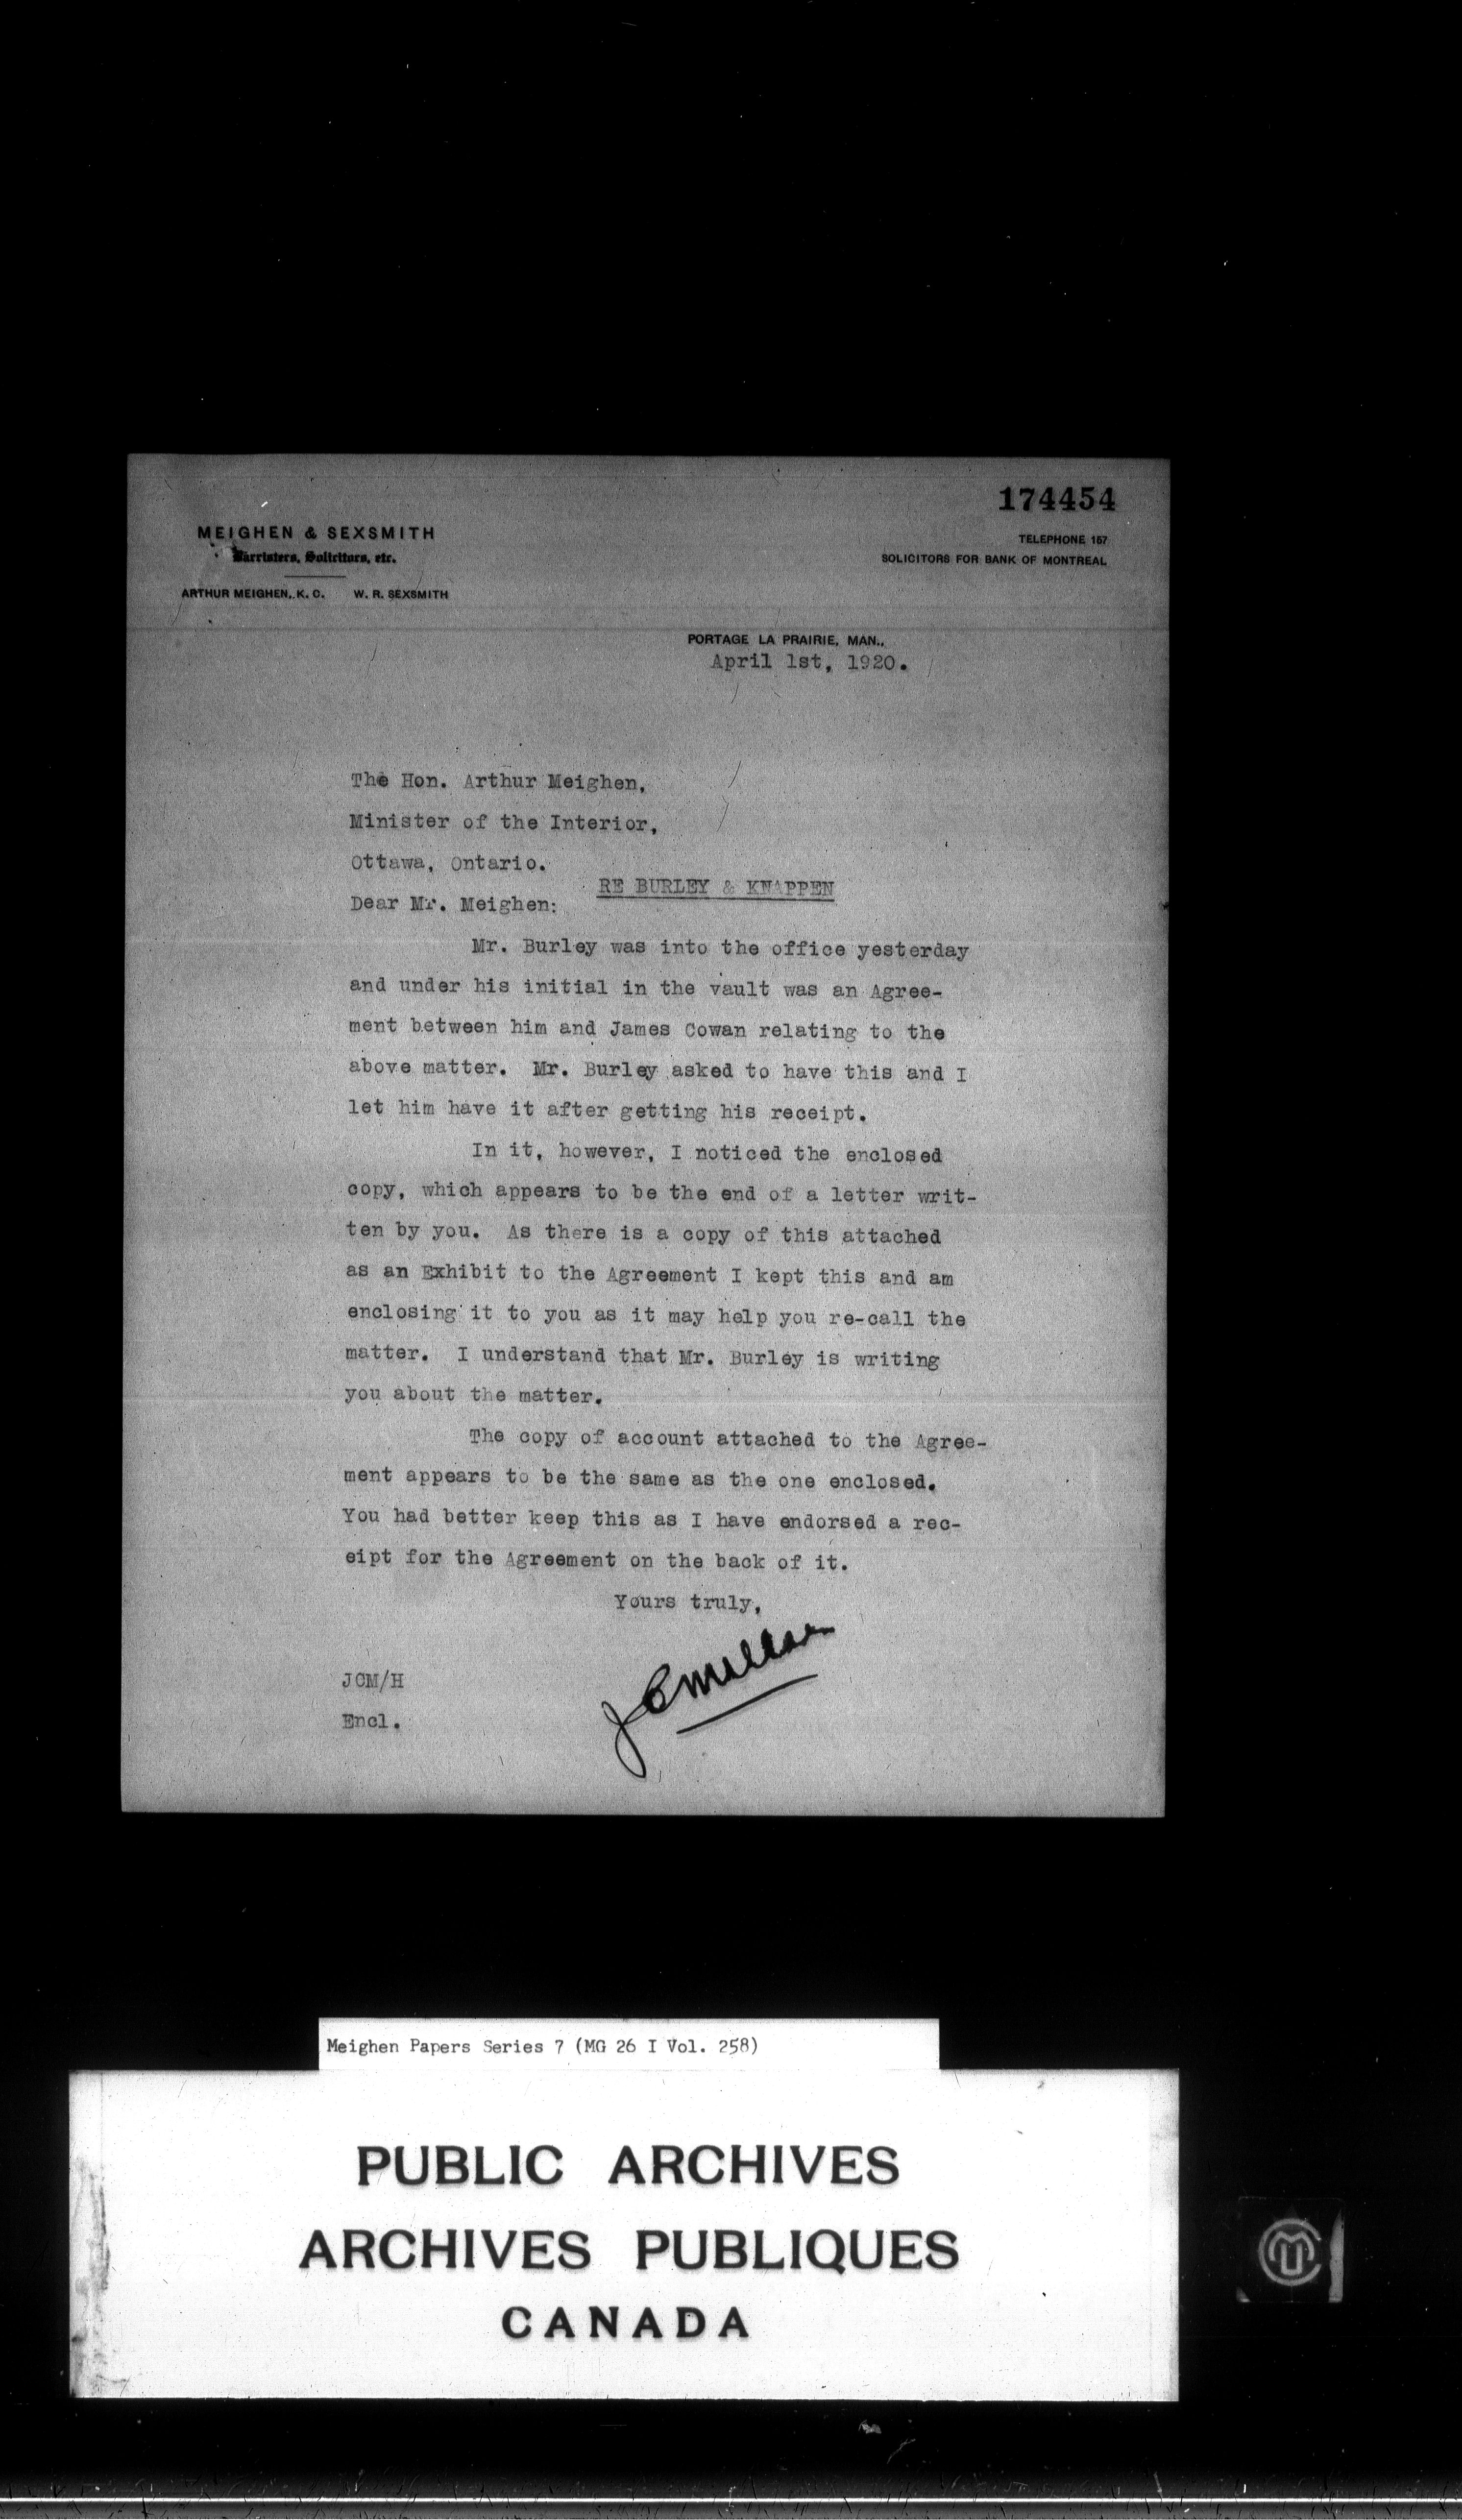 174454
MEIGHEN & SEXSMITH
Barristers, Solicitors, etc.
ARTHUR MEIGHEN, K. C. W. R. SEXSMITH
TELEPHONE 157
SOLICITORS FOR BANK OF MONTREAL
PORTAGE LA PRAIRIE, MAN.,
April 1st, 1920.
The Hon. Arthur Meighen,
Minister of the Interior,
Ottawa, Ontario.
RE BURLEY & KNAPPEN
Dear Mr. Meighen:
Mr. Burley was into the office yesterday
and under his initial in the vault was an Agree-
ment between him and James Cowan relating to the
above matter. Mr. Burley asked to have this and I
let him have it after getting his receipt.
In it, however, I noticed the enclosed
copy, which appears to be the end of a letter writ-
ten by you. As there is a copy of this attached
as an Exhibit to the Agreement I kept this and am
enclosing it to you as it may help you re-call the
matter. I understand that Mr. Burley is writing
you about the matter.
The copy of account attached to the Agree-
ment appears to be the same as the one enclosed.
You had better keep this as I have endorsed a rec-
eipt for the Agreement on the back of it.
Yours truly,
JCM/H
Encl.
Meighen Papers Series 7 (MG 26 I Vol. 258)
PUBLIC ARCHIVES
ARCHIVES PUBLIQUES
CANADA